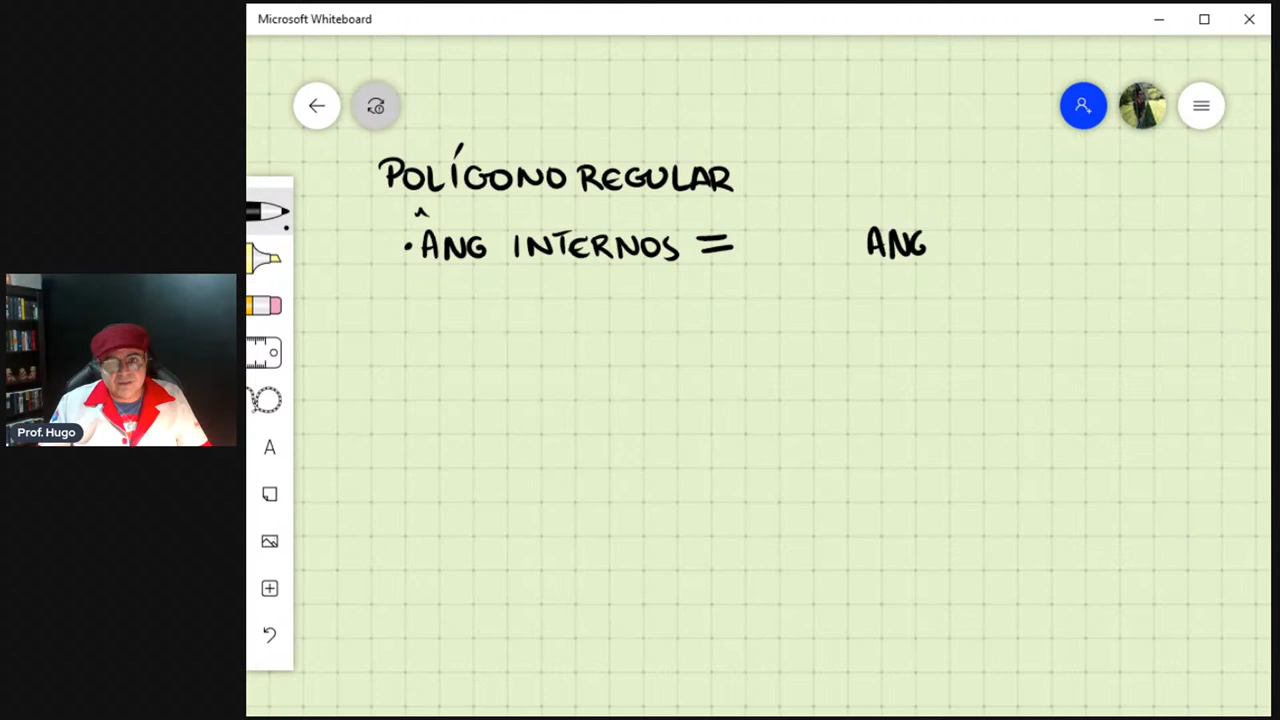 Microsoft Whiteboard
POLÍGONO REGULAR
• ÂNG INTERNOS = ANG
Prof. Hugo
A